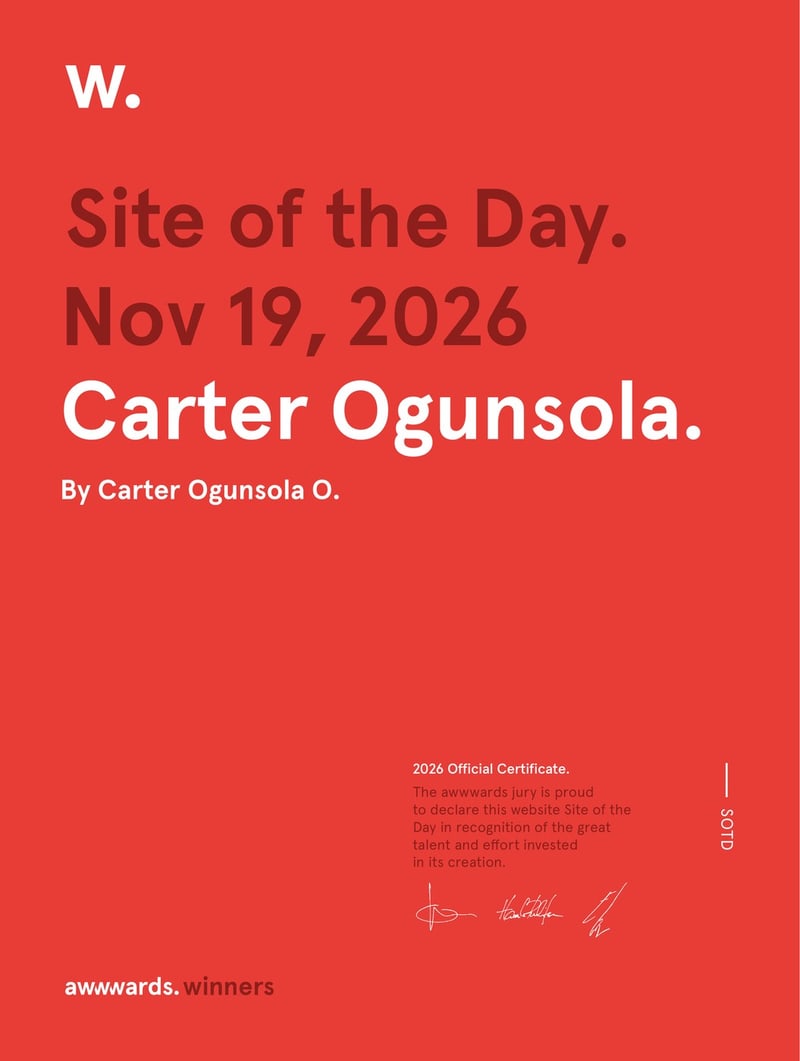 w.
Site of the Day.
Nov 19, 2026
Carter Ogunsola.
By Carter Ogunsola O.
2026 Official Certificate.
The awwwards jury is proud
to declare this website Site of the
Day in recognition of the great
talent and effort invested
in its creation.
SOTD
awwwards.winners